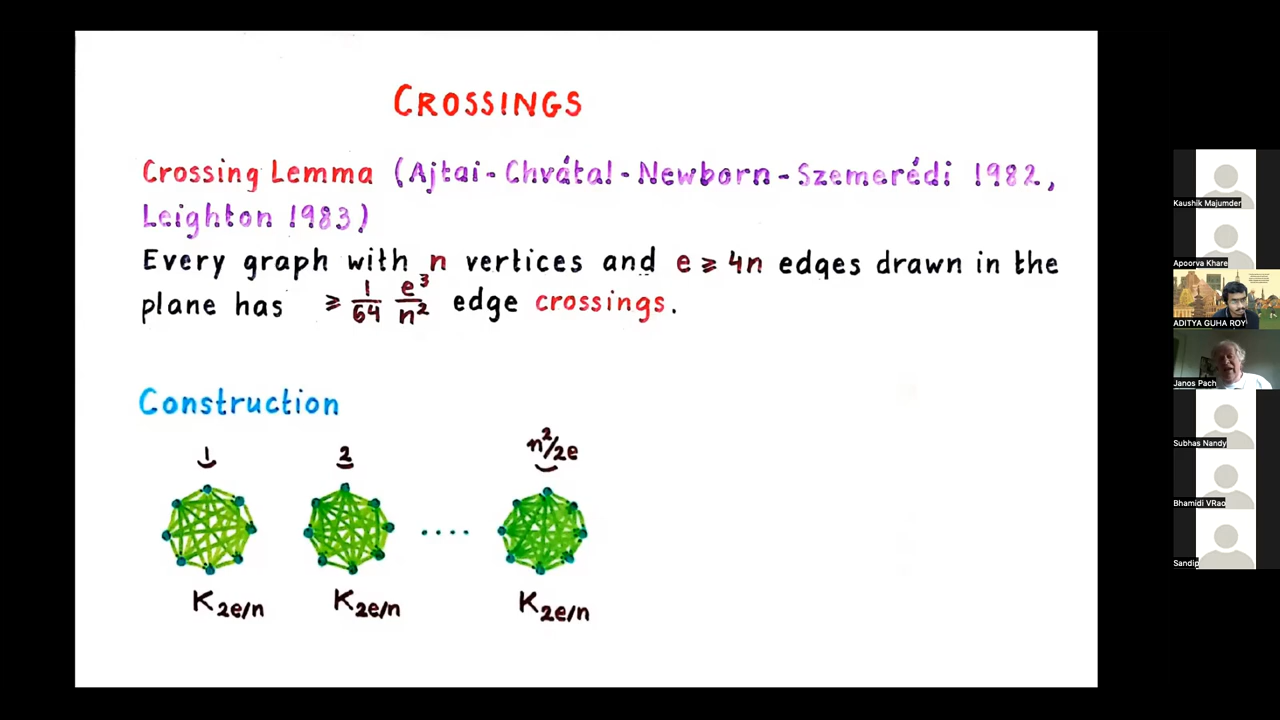 CROSSINGS
Crossing Lemma (Ajtai-Chvátal-Newborn-Szemerédi 1982,
Leighton 1983)
Every graph with n vertices and e ≥ 4n edges drawn in the
plane has ≥ 1/64 e³/n² edge crossings.
Construction
1 2 n²/2e
....
K₂ₑ/ₙ K₂ₑ/ₙ K₂ₑ/ₙ
Kaushik Majumder
Apoorva Khare
ADITYA GUHA ROY
Janos Pach
Subhas Nandy
Bhamidi VRao
Sandip